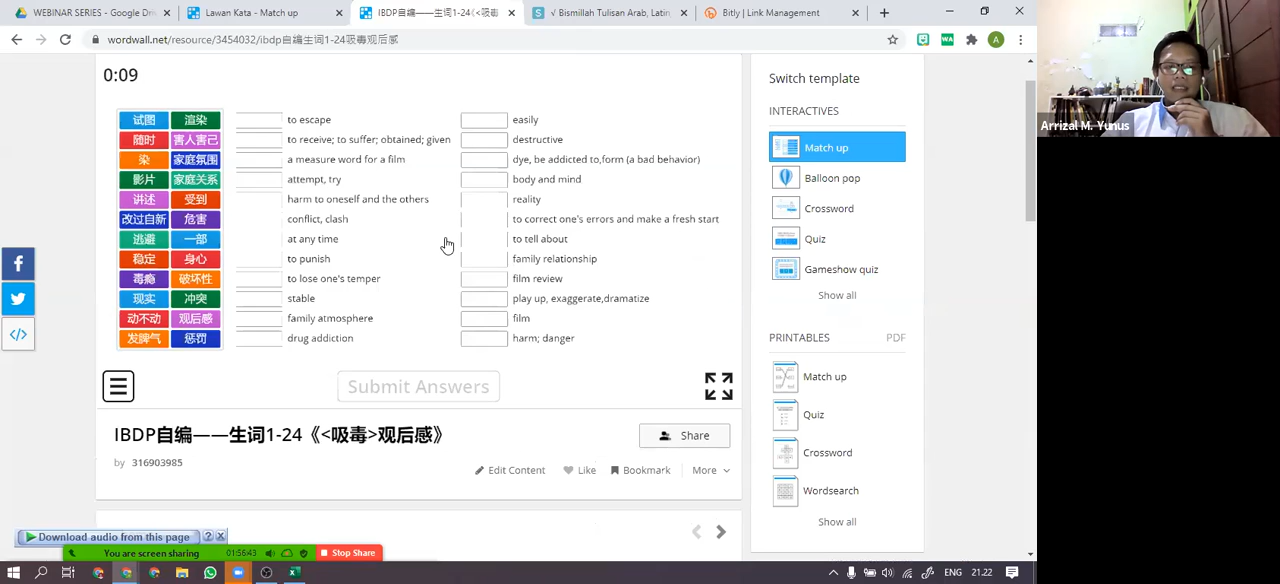 WEBINAR SERIES - Google Dri
Lawan Kata - Match up
IBDP自编——生词1-24《<吸毒
√ Bismillah Tulisan Arab, Latin
Bitly | Link Management
wordwall.net/resource/3454032/ibdp自编生词1-24吸毒观后感
0:09
试图 渲染 to escape easily
随时 害人害己 to receive; to suffer; obtained; given destructive
染 家庭氛围 a measure word for a film dye, be addicted to,form (a bad behavior)
影片 家庭关系 attempt, try body and mind
讲述 受到 harm to oneself and the others reality
改过自新 危害 conflict, clash to correct one's errors and make a fresh start
逃避 一部 at any time to tell about
稳定 身心 to punish family relationship
毒瘾 破坏性 to lose one's temper film review
现实 冲突 stable play up, exaggerate,dramatize
动不动 观后感 family atmosphere film
发脾气 惩罚 drug addiction harm; danger
Submit Answers
IBDP自编——生词1-24《<吸毒>观后感》
Share
by 316903985
Edit Content Like Bookmark More
Switch template
INTERACTIVES
Match up
Balloon pop
Crossword
Quiz
Gameshow quiz
Show all
PRINTABLES PDF
Match up
Quiz
Crossword
Wordsearch
Show all
Arrizal M. Yunus
Download audio from this page ? X
You are screen sharing 01:56:43 Stop Share
ENG 21.22